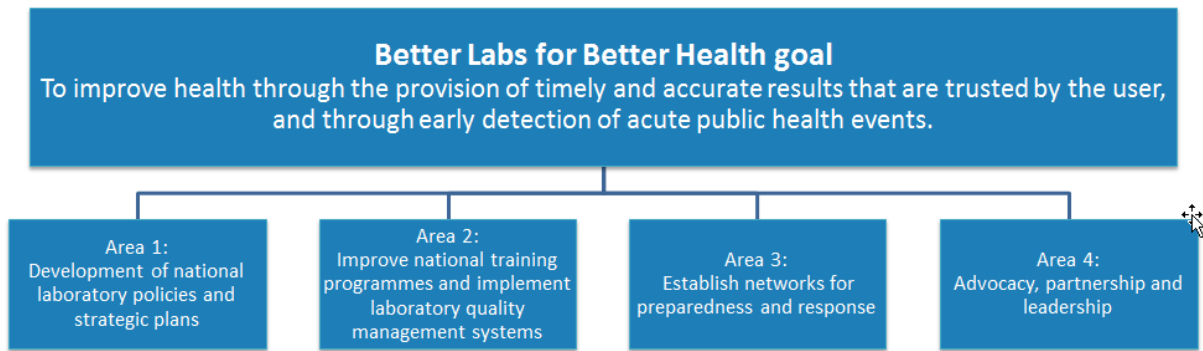 Better Labs for Better Health goal
To improve health through the provision of timely and accurate results that are trusted by the user,
and through early detection of acute public health events.
Area 1:
Development of national
laboratory policies and
strategic plans
Area 2:
Improve national training
programmes and implement
laboratory quality
management systems
Area 3:
Establish networks for
preparedness and response
Area 4:
Advocacy, partnership and
leadership